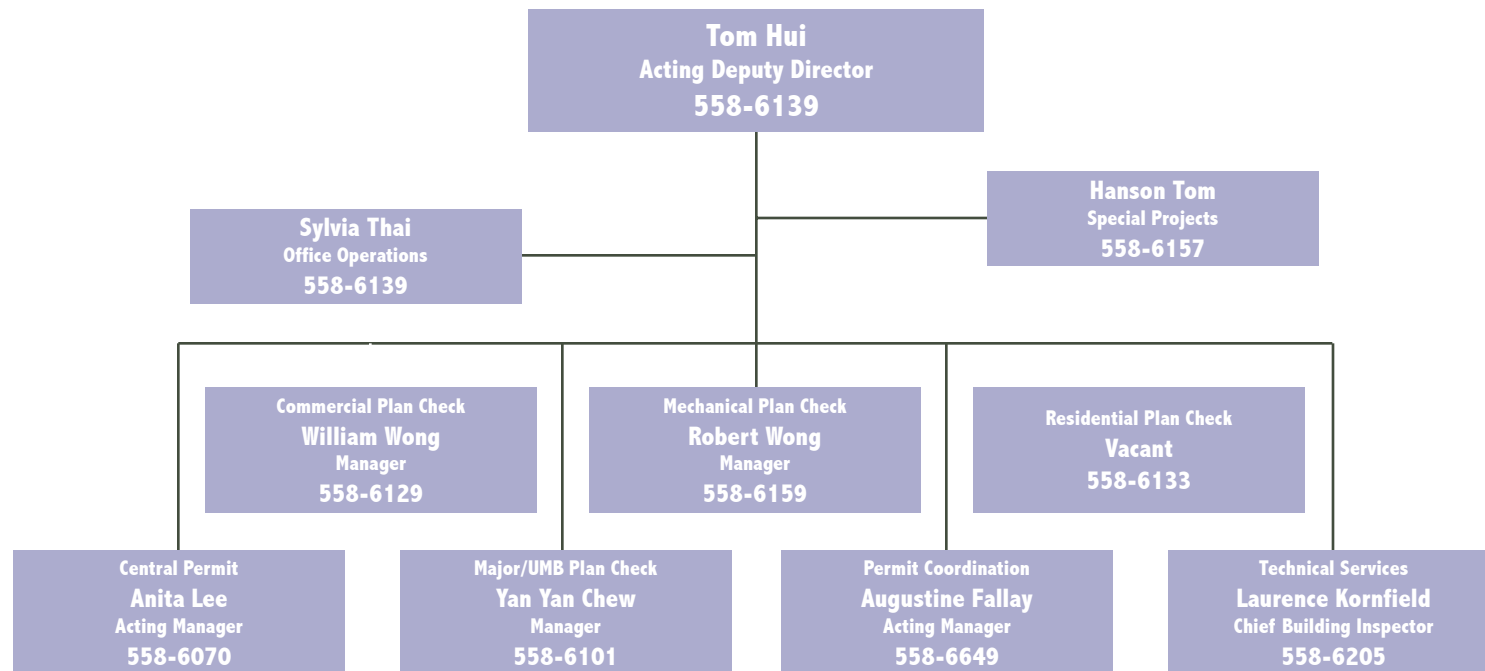 Tom Hui
Acting Deputy Director
558-6139
Hanson Tom
Special Projects
558-6157
Sylvia Thai
Office Operations
558-6139
Commercial Plan Check
William Wong
Manager
558-6129
Mechanical Plan Check
Robert Wong
Manager
558-6159
Residential Plan Check
Vacant
558-6133
Central Permit
Anita Lee
Acting Manager
558-6070
Major/UMB Plan Check
Yan Yan Chew
Manager
558-6101
Permit Coordination
Augustine Fallay
Acting Manager
558-6649
Technical Services
Laurence Kornfield
Chief Building Inspector
558-6205